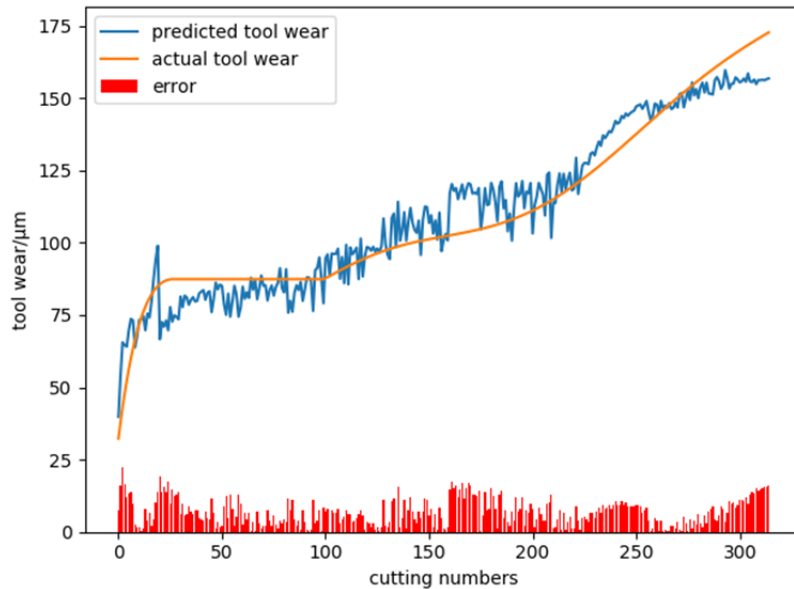 predicted tool wear
actual tool wear
error
175
150
125
100
75
50
25
0
tool wear/μm
0 50 100 150 200 250 300
cutting numbers